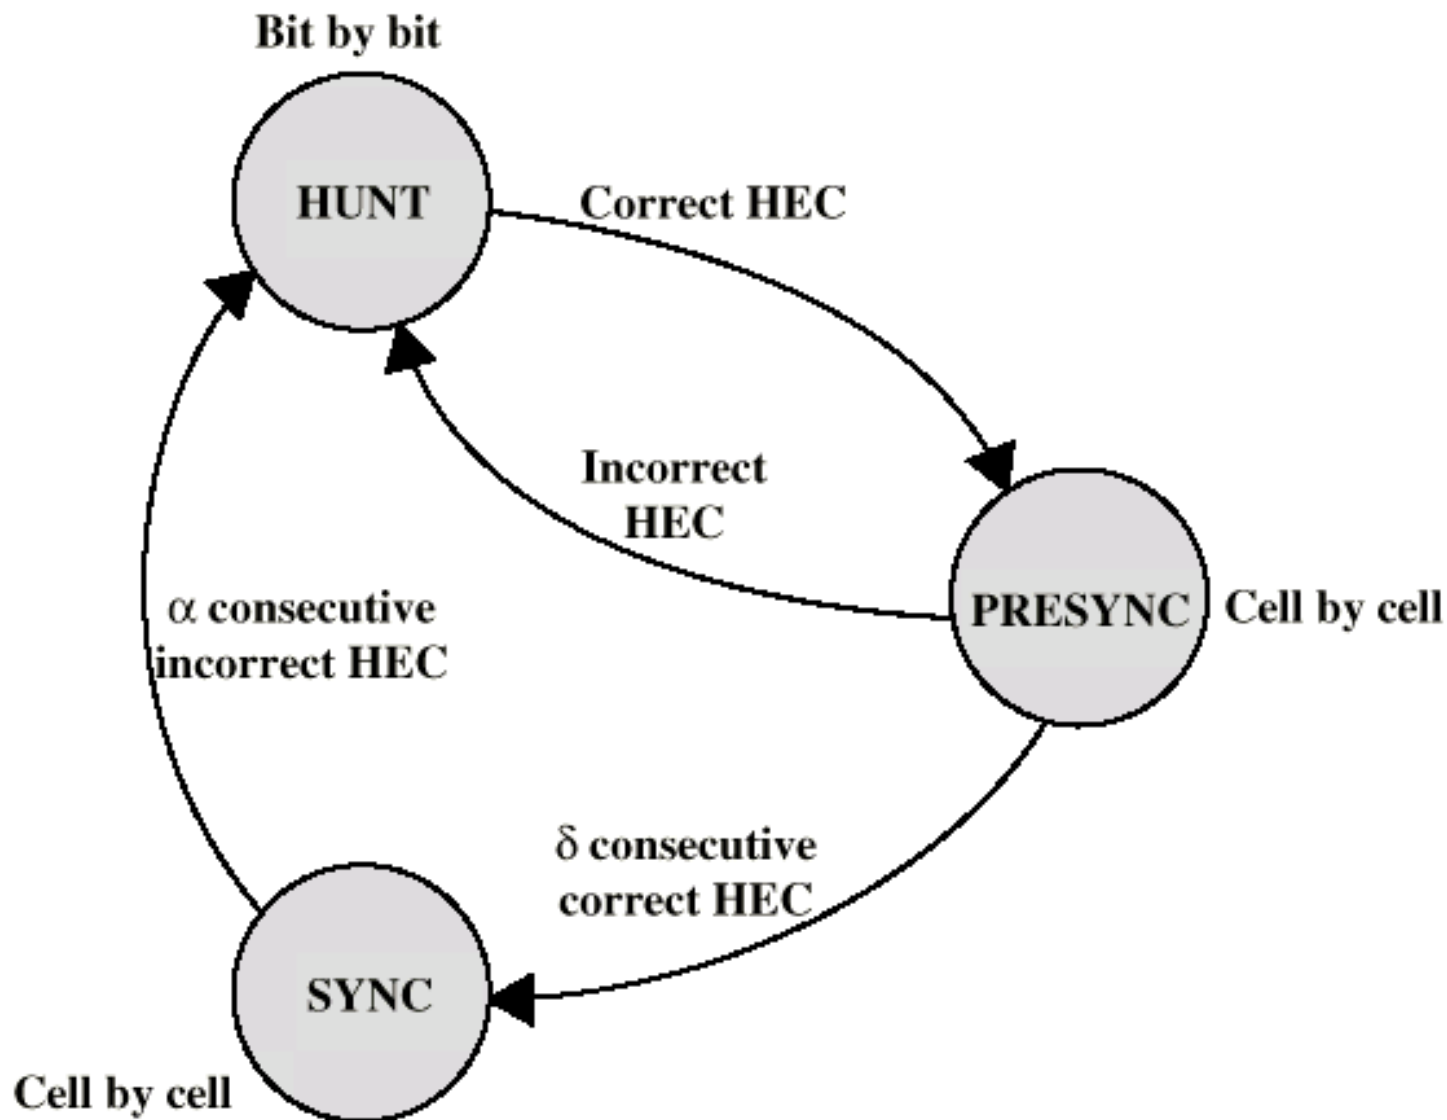 Bit by bit
HUNT
Correct HEC
Incorrect
HEC
PRESYNC
Cell by cell
α consecutive
incorrect HEC
δ consecutive
correct HEC
SYNC
Cell by cell